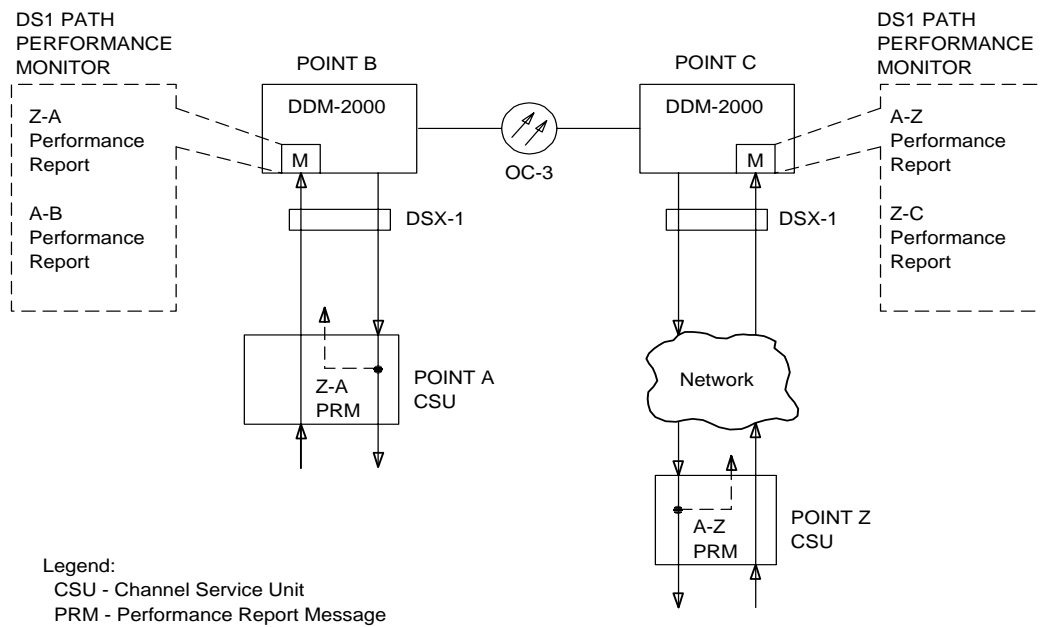 DS1 PATH
PERFORMANCE
MONITOR
Z-A
Performance
Report
A-B
Performance
Report
POINT B
DDM-2000
M
DSX-1
OC-3
POINT C
DDM-2000
M
DSX-1
DS1 PATH
PERFORMANCE
MONITOR
A-Z
Performance
Report
Z-C
Performance
Report
Z-A
PRM
POINT A
CSU
Network
A-Z
PRM
POINT Z
CSU
Legend:
CSU - Channel Service Unit
PRM - Performance Report Message